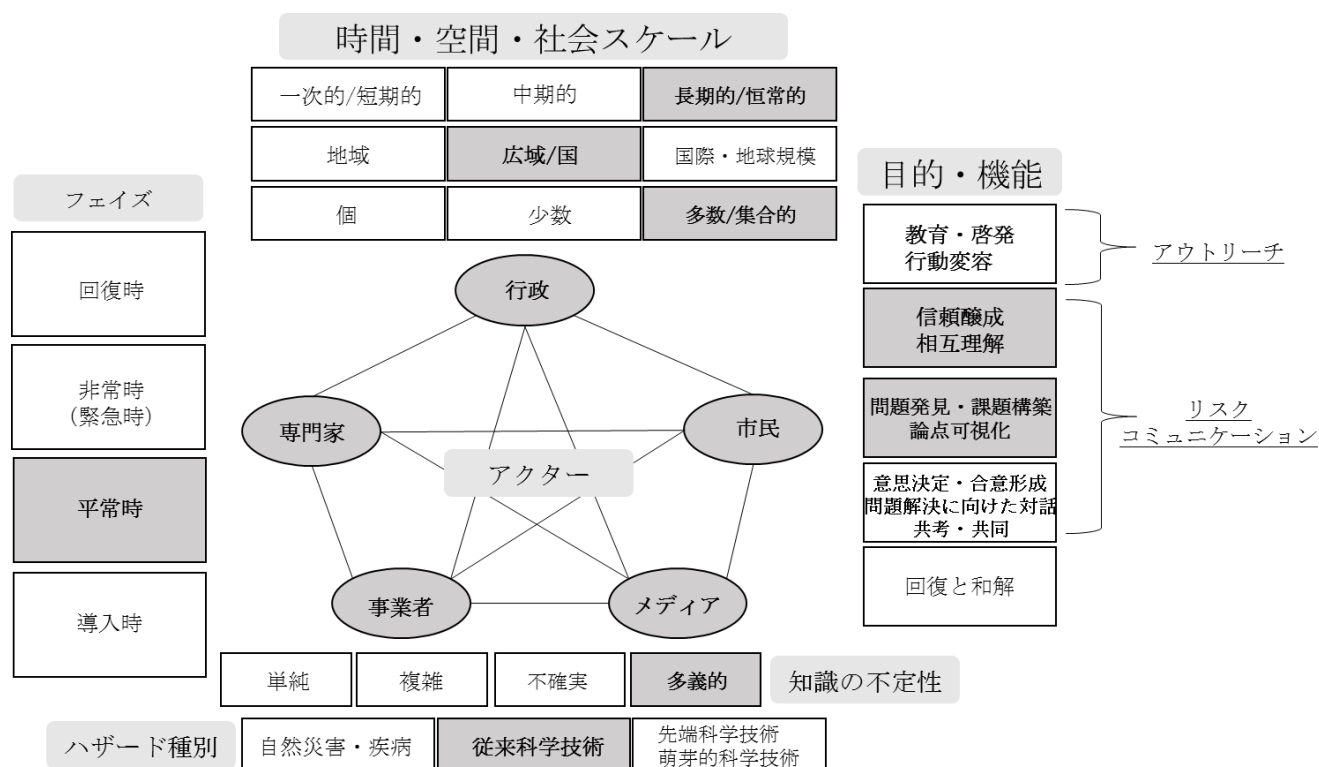 時間・空間・社会スケール
一次的/短期的
中期的
長期的/恒常的
地域
広域/国
国際・地球規模
個
少数
多数/集合的
フェイズ
回復時
非常時
(緊急時)
平常時
導入時
行政
専門家
市民
アクター
事業者
メディア
目的・機能
教育・啓発
行動変容
アウトリーチ
信頼醸成
相互理解
問題発見・課題構築
論点可視化
意思決定・合意形成
問題解決に向けた対話
共考・共同
リスク
コミュニケーション
回復と和解
単純
複雑
不確実
多義的
知識の不定性
ハザード種別
自然災害・疾病
従来科学技術
先端科学技術
萌芽的科学技術